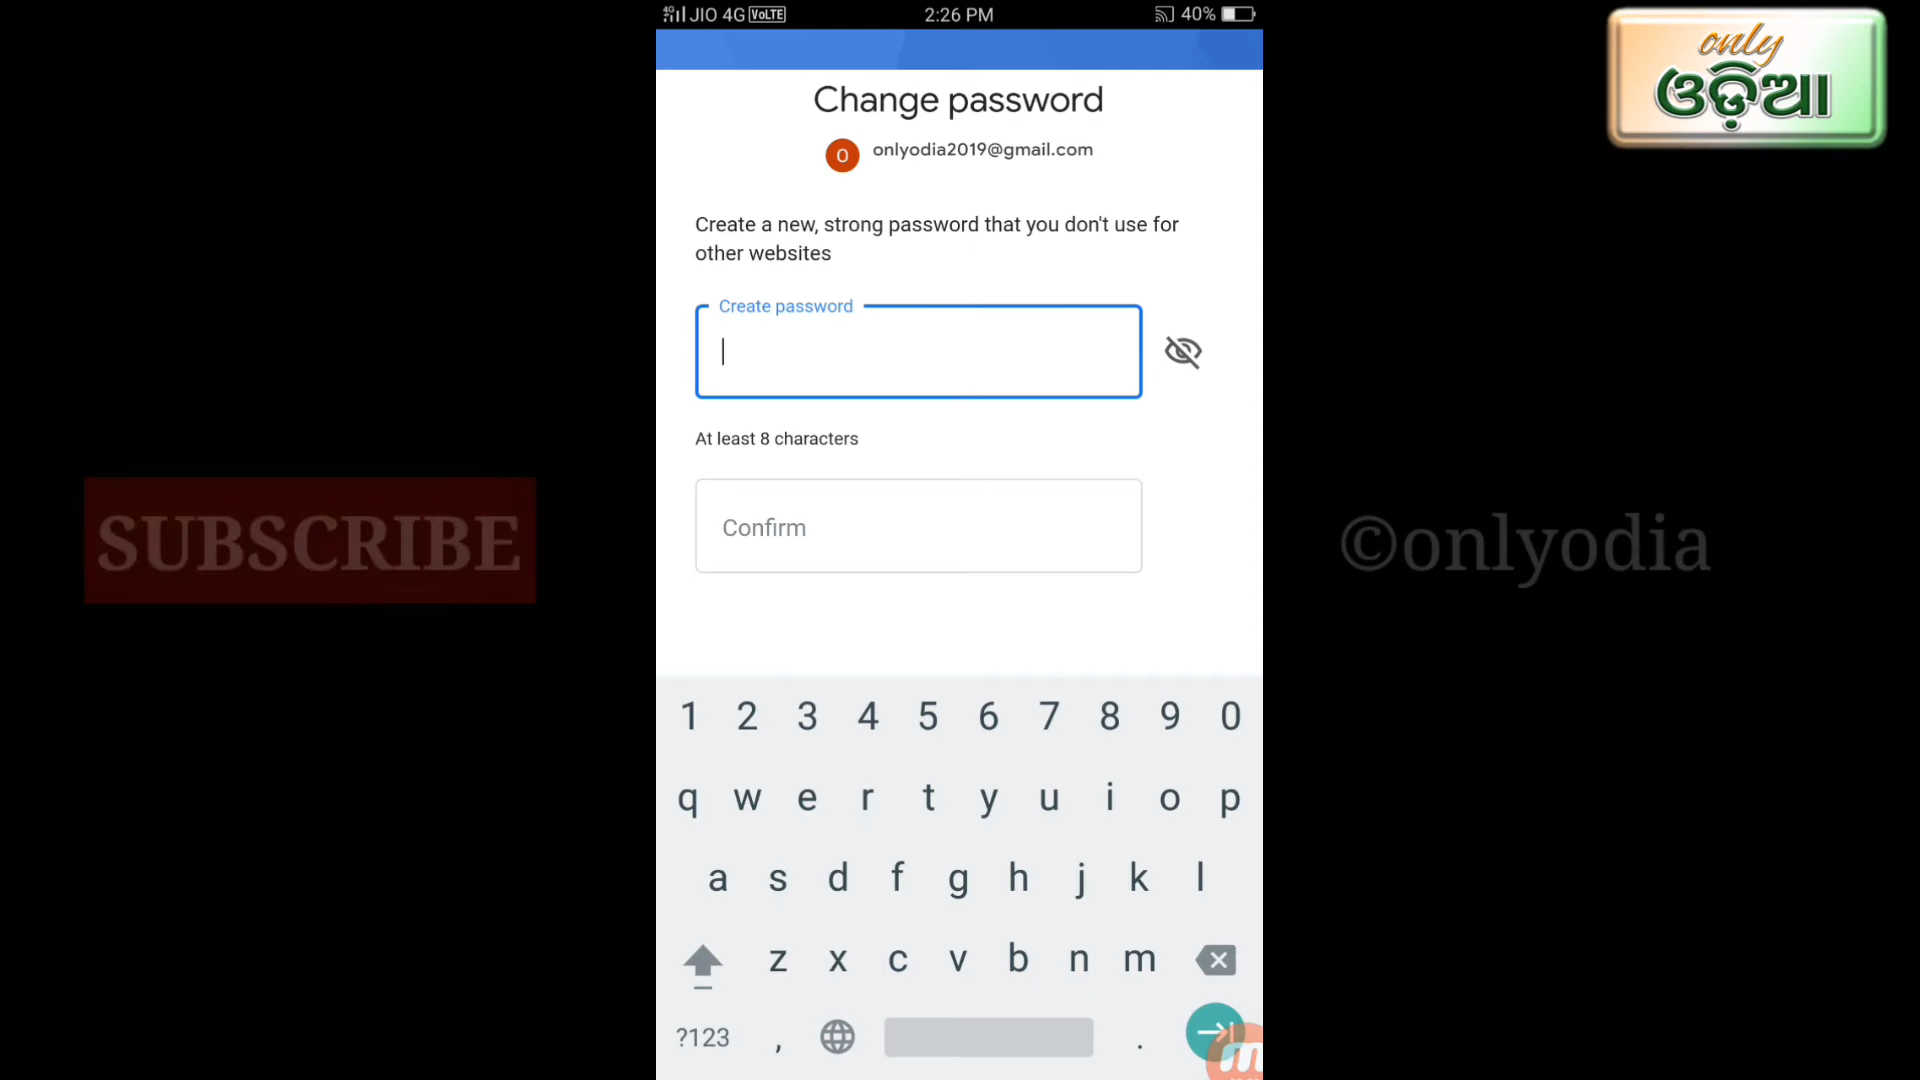 4G JIO 4G VoLTE 2:26 PM 40%
only
ଓଡ଼ିଆ
Change password
O onlyodia2019@gmail.com
Create a new, strong password that you don't use for
other websites
Create password
At least 8 characters
Confirm
SUBSCRIBE
©onlyodia
1 2 3 4 5 6 7 8 9 0
q w e r t y u i o p
a s d f g h j k l
z x c v b n m
?123 , .